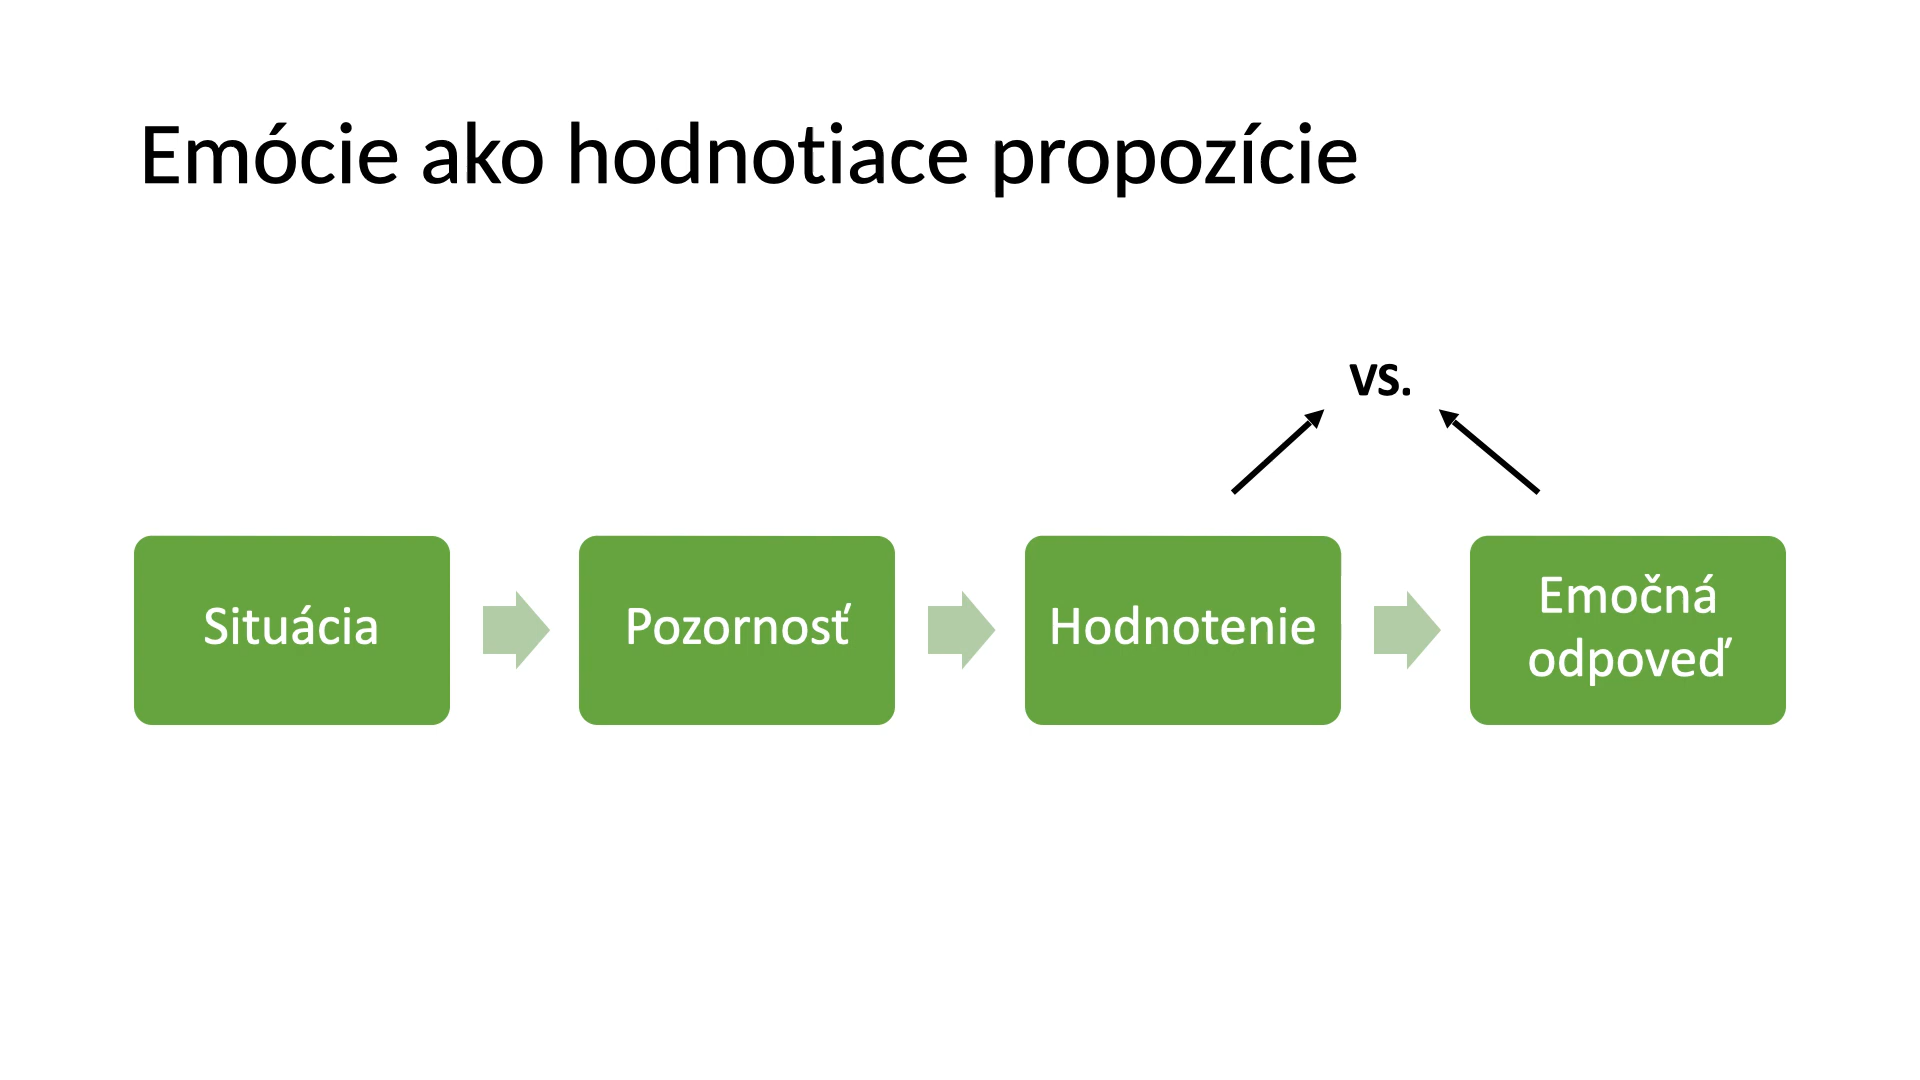 Emócie ako hodnotiace propozície
vs.
Situácia
Pozornosť
Hodnotenie
Emočná
odpoveď